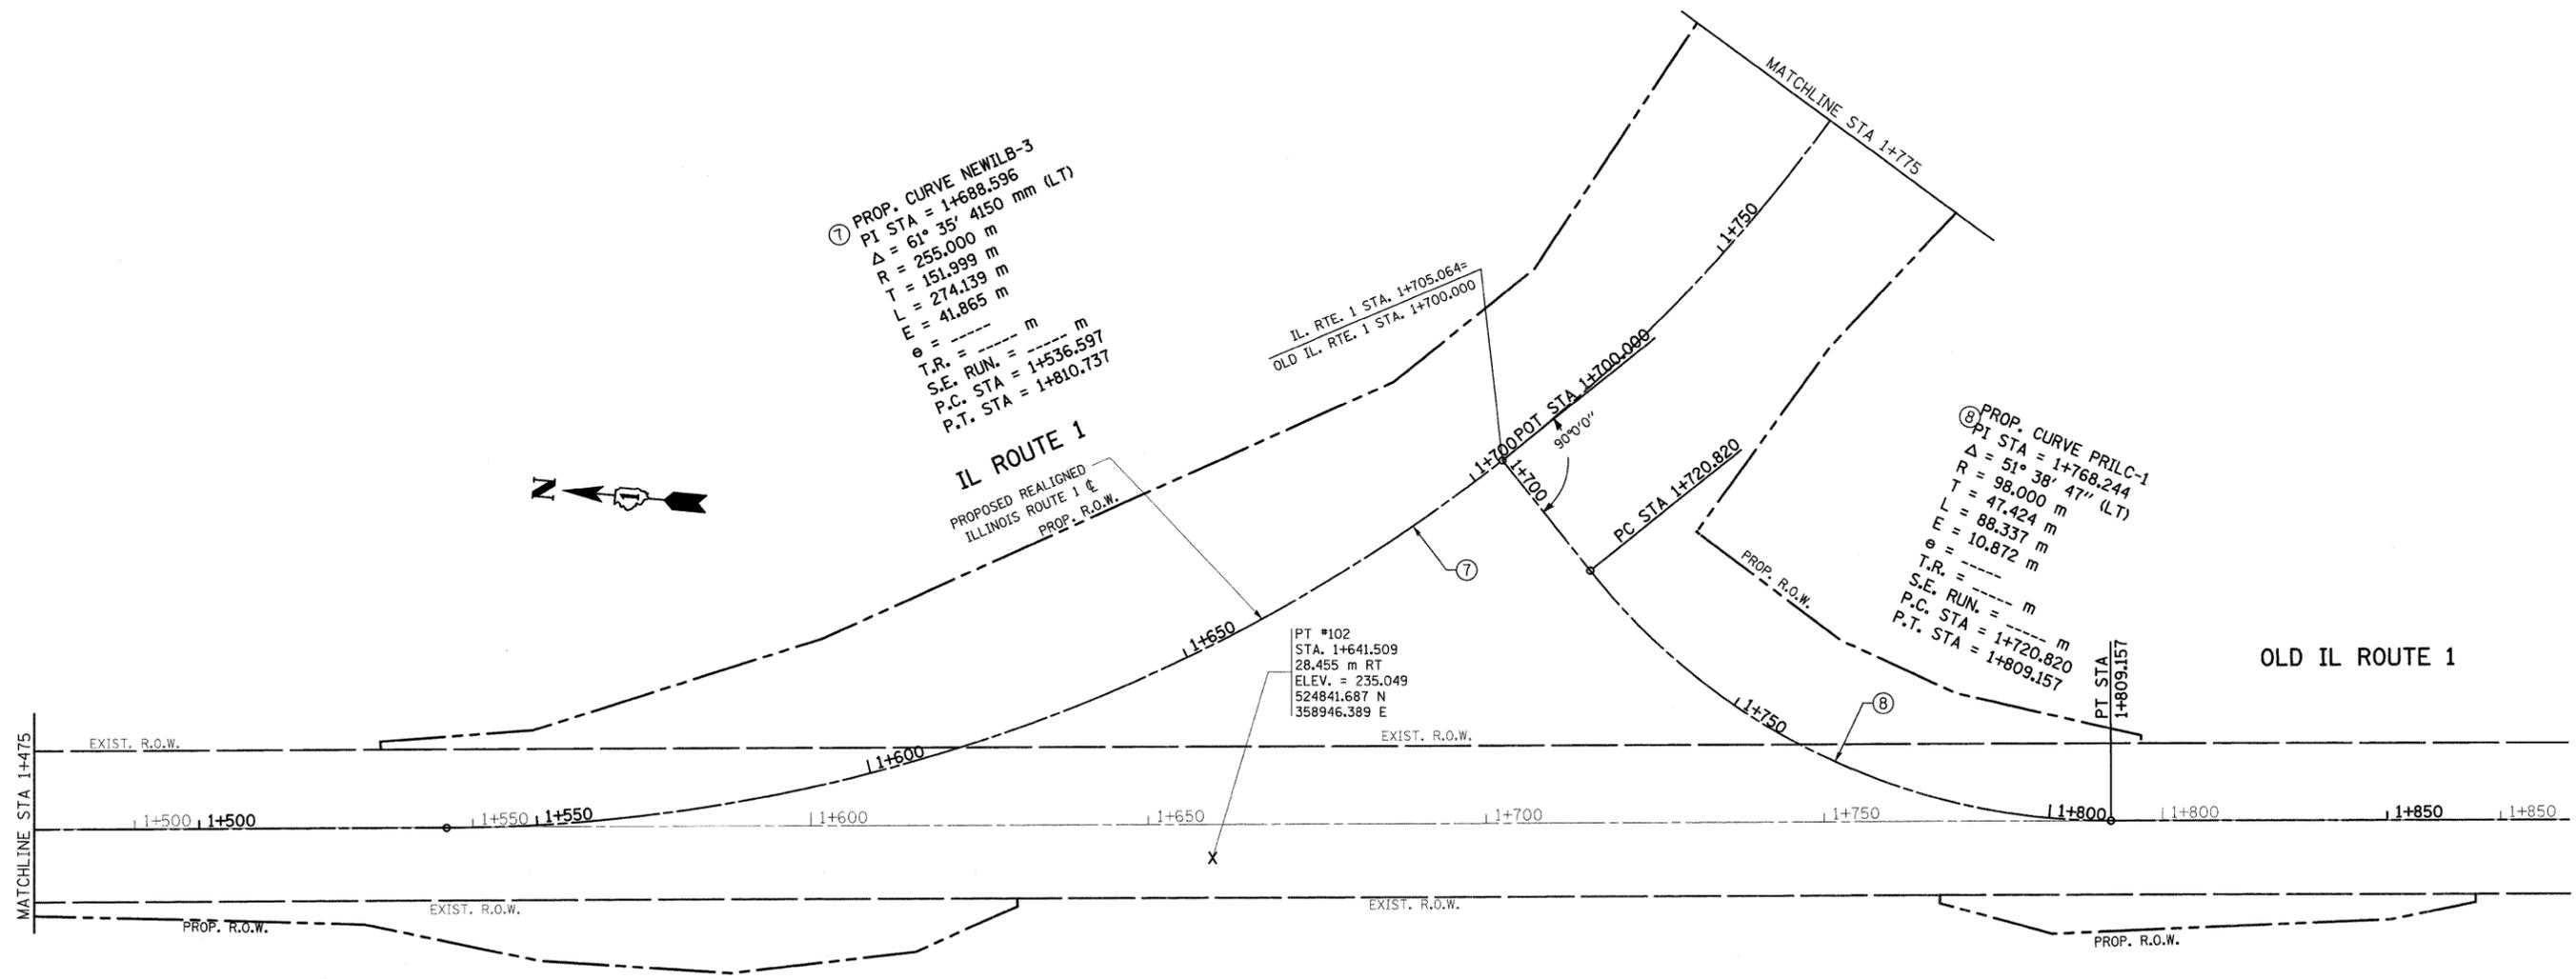 MATCHLINE STA 1+775
⑦ PROP. CURVE NEWILB-3
PI STA = 1+688.596
Δ = 61° 35' 4150 mm (LT)
R = 255.000 m
T = 151.999 m
L = 274.139 m
E = 41.865 m
e = -----
T.R. = ----- m
S.E. RUN. = ----- m
P.C. STA = 1+536.597
P.T. STA = 1+810.737
IL ROUTE 1
PROPOSED REALIGNED
ILLINOIS ROUTE 1 ℄
PROP. R.O.W.
N
1
IL. RTE. 1 STA. 1+705.064=
OLD IL. RTE. 1 STA. 1+700.000
1+750
POT STA 1+700.000
90°0'0"
1+700
1+700
PC STA 1+720.820
⑦
1+650
1+600
PT #102
STA. 1+641.509
28.455 m RT
ELEV. = 235.049
524841.687 N
358946.389 E
X
PROP. R.O.W.
⑧ PROP. CURVE PRILC-1
PI STA = 1+768.244
Δ = 51° 38' 47" (LT)
R = 98.000 m
T = 47.424 m
L = 88.337 m
E = 10.872 m
e = -----
T.R. = ----- m
S.E. RUN. = ----- m
P.C. STA = 1+720.820
P.T. STA = 1+809.157
PT STA
1+809.157
OLD IL ROUTE 1
1+750
⑧
MATCHLINE STA 1+475
EXIST. R.O.W.
EXIST. R.O.W.
1+500
1+500
1+550
1+550
1+600
1+650
1+700
1+750
1+800
1+800
1+850
1+850
EXIST. R.O.W.
EXIST. R.O.W.
PROP. R.O.W.
PROP. R.O.W.